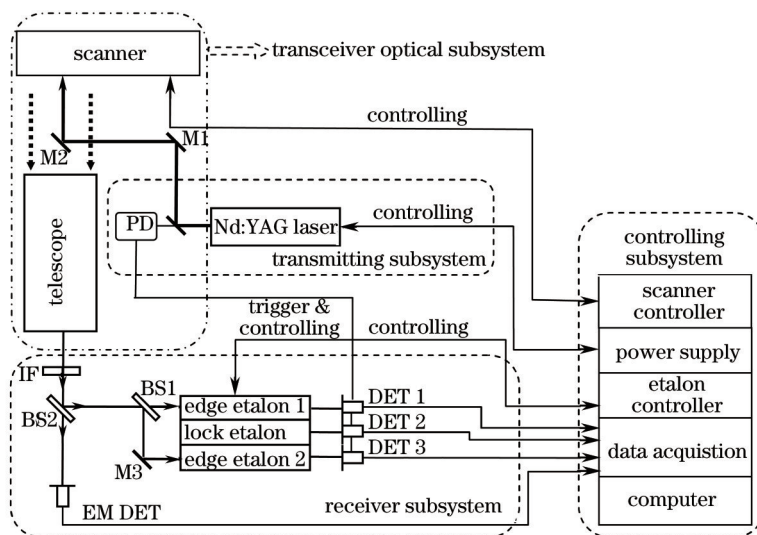 scanner
transceiver optical subsystem
controlling
M1
M2
telescope
PD
Nd:YAG laser
controlling
transmitting subsystem
controlling
subsystem
scanner
controller
power supply
etalon
controller
data acquistion
computer
trigger &
controlling
controlling
IF
BS1
BS2
edge etalon 1
lock etalon
edge etalon 2
DET 1
DET 2
DET 3
M3
EM DET
receiver subsystem